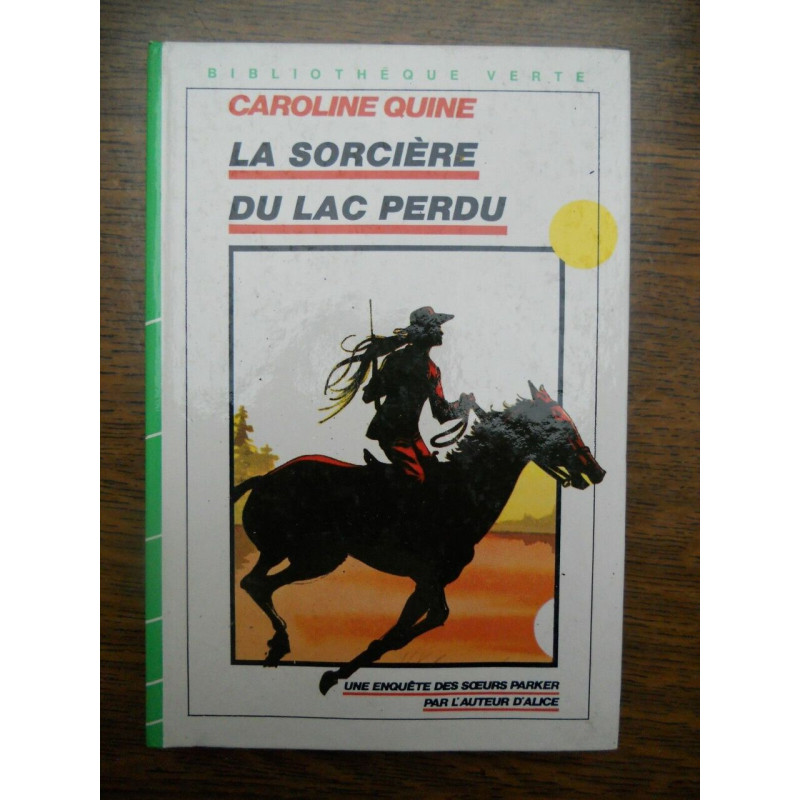 BIBLIOTHÈQUE VERTE
CAROLINE QUINE
LA SORCIÈRE
DU LAC PERDU
UNE ENQUÊTE DES SŒURS PARKER
PAR L'AUTEUR D'ALICE